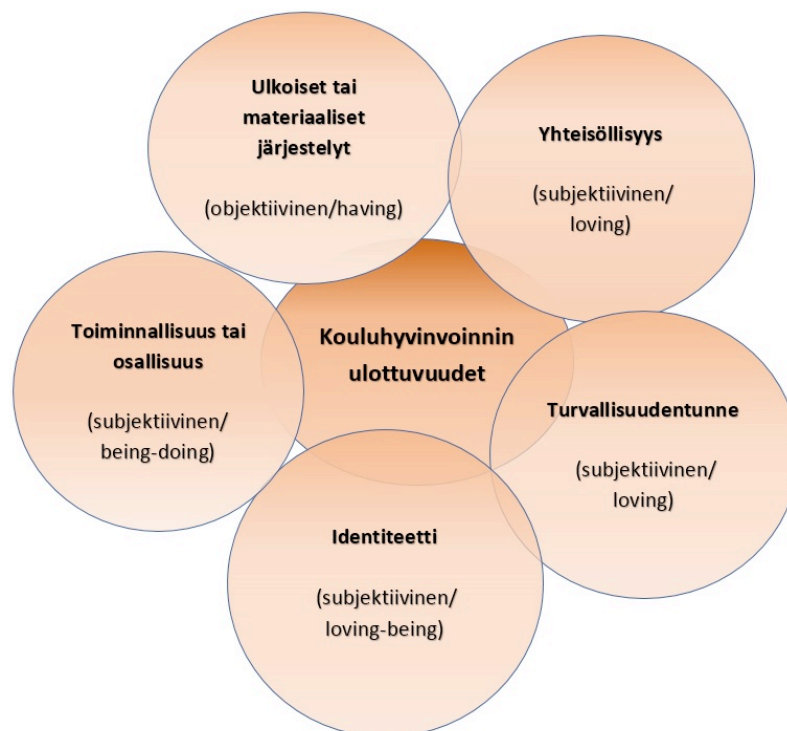 Ulkoiset tai
materiaaliset
järjestelyt
(objektiivinen/having)
Yhteisöllisyys
(subjektiivinen/
loving)
Kouluhyvinvoinnin
ulottuvuudet
Toiminnallisuus tai
osallisuus
(subjektiivinen/
being-doing)
Turvallisuudentunne
(subjektiivinen/
loving)
Identiteetti
(subjektiivinen/
loving-being)